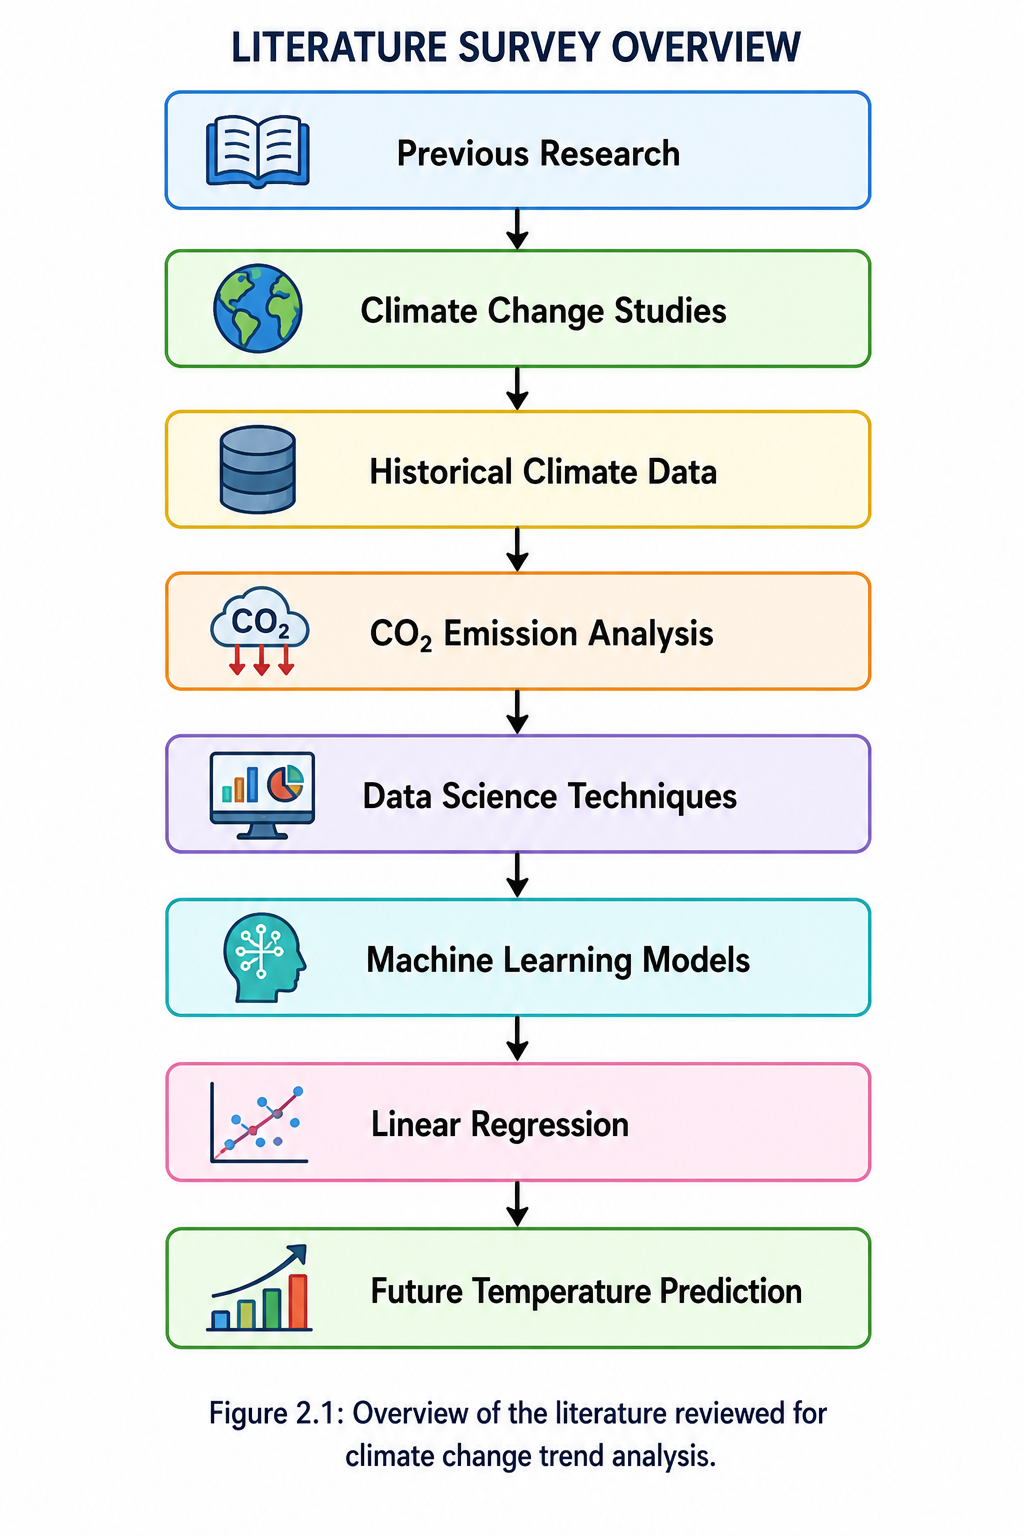 LITERATURE SURVEY OVERVIEW
Previous Research
Climate Change Studies
Historical Climate Data
CO₂
CO₂ Emission Analysis
Data Science Techniques
Machine Learning Models
Linear Regression
Future Temperature Prediction
Figure 2.1: Overview of the literature reviewed for
climate change trend analysis.